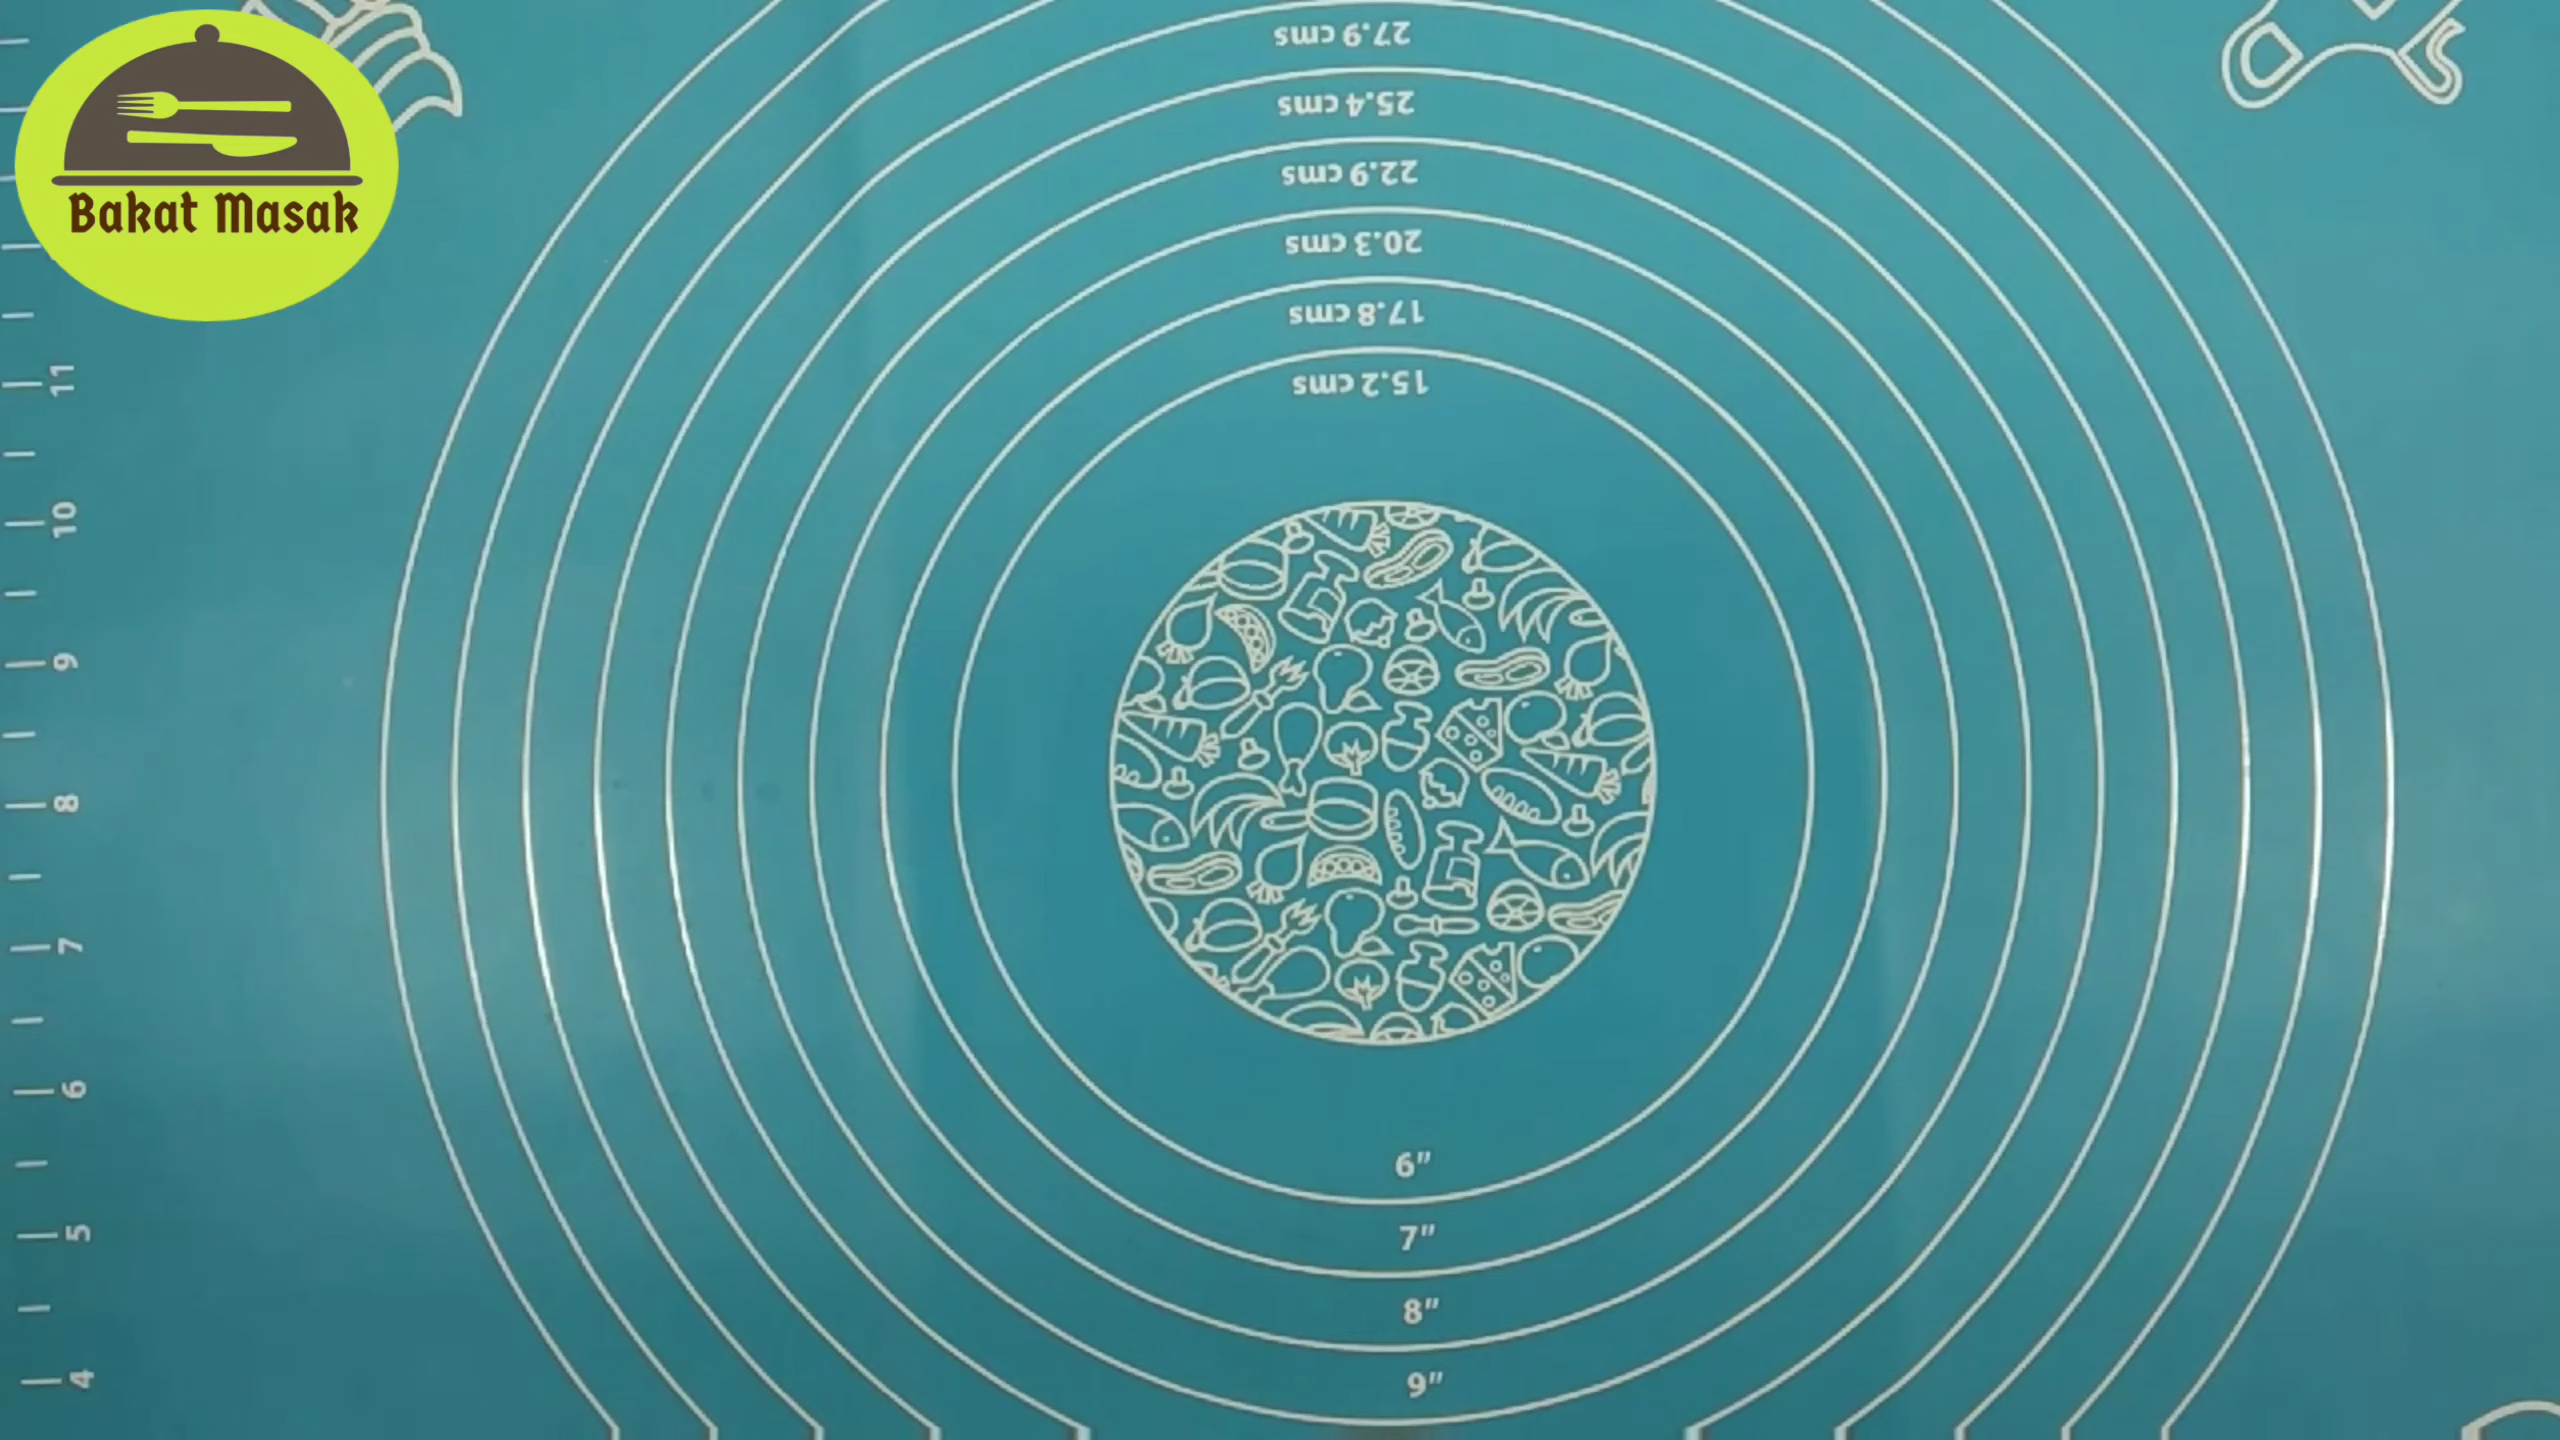 Bakat Masak
27.9 cms
25.4 cms
22.9 cms
20.3 cms
17.8 cms
15.2 cms
11
10
9
8
7
6
5
4
6"
7"
8"
9"